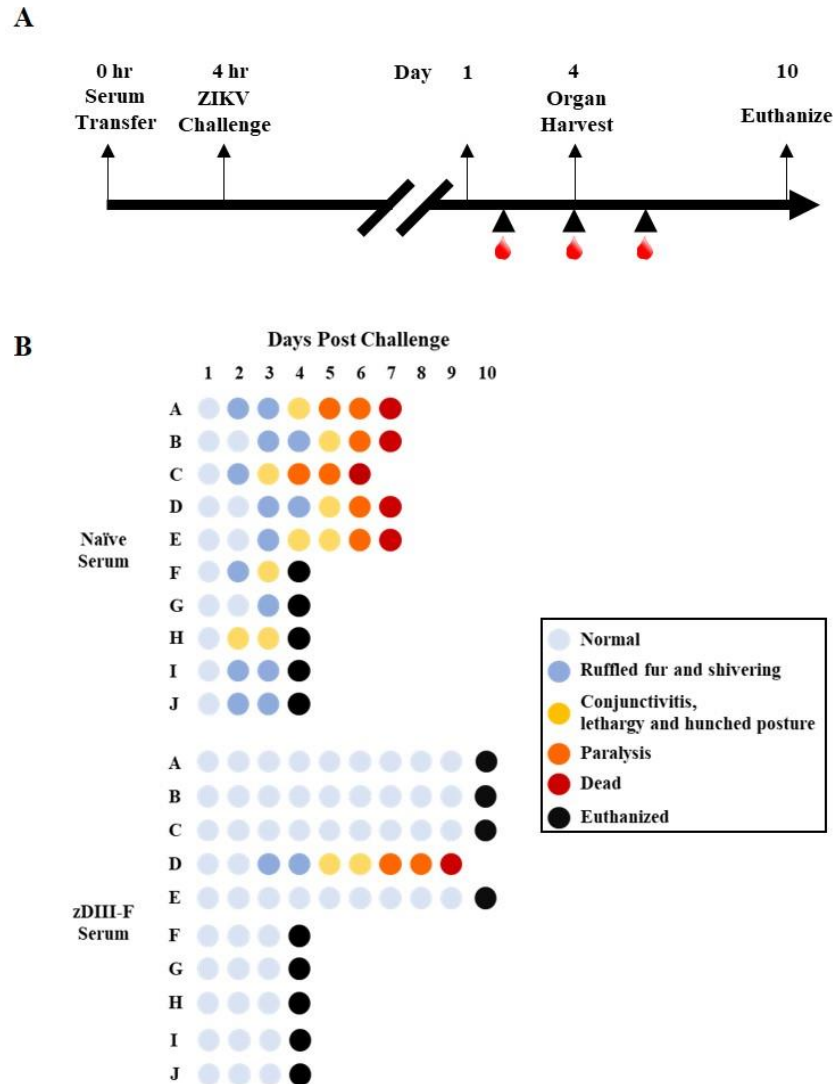 A
0 hr
Serum
Transfer
4 hr
ZIKV
Challenge
Day
1
4
Organ
Harvest
10
Euthanize
B
Days Post Challenge
1 2 3 4 5 6 7 8 9 10
Naïve
Serum
A
B
C
D
E
F
G
H
I
J
zDIII-F
Serum
A
B
C
D
E
F
G
H
I
J
Normal
Ruffled fur and shivering
Conjunctivitis,
lethargy and hunched posture
Paralysis
Dead
Euthanized